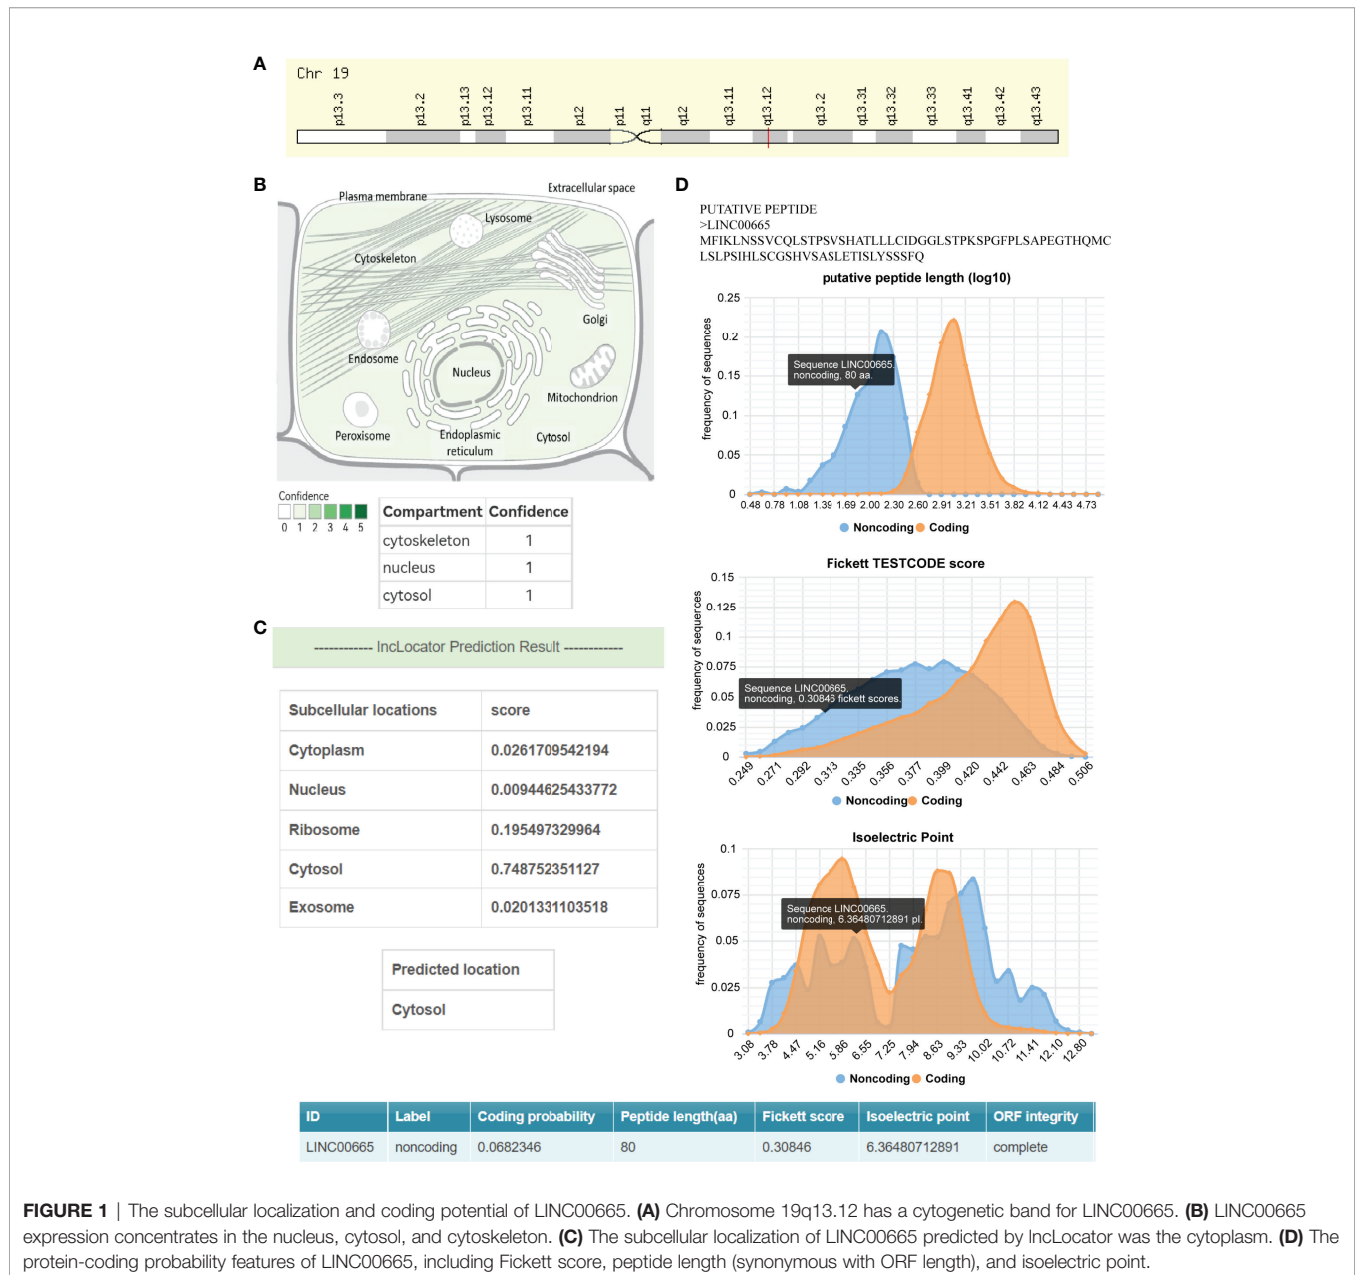 A
Chr 19
p13.3
p13.2
p13.13
p13.12
p13.11
p12
p11
q11
q12
q13.11
q13.12
q13.2
q13.31
q13.32
q13.33
q13.41
q13.42
q13.43
B
Plasma membrane
Extracellular space
Lysosome
Cytoskeleton
Golgi
Endosome
Nucleus
Mitochondrion
Peroxisome
Endoplasmic
reticulum
Cytosol
Confidence
0 1 2 3 4 5
Compartment Confidence
cytoskeleton 1
nucleus 1
cytosol 1
C
------------ lncLocator Prediction Result ------------
Subcellular locations score
Cytoplasm 0.0261709542194
Nucleus 0.00944625433772
Ribosome 0.195497329964
Cytosol 0.748752351127
Exosome 0.0201331103518
Predicted location
Cytosol
D
PUTATIVE PEPTIDE
>LINC00665
MFIKLNSSVCQLSTPSVSHATLLLCIDGGLSTPKSPGFPLSAPEGTHQMC
LSLPSIHLSCGSHVSASLETISLYSSSFQ
putative peptide length (log10)
frequency of sequences
0.25
0.2
0.15
0.1
0.05
0
Sequence LINC00665.
noncoding, 80 aa.
0.48 0.78 1.08 1.39 1.69 2.00 2.30 2.60 2.91 3.21 3.51 3.82 4.12 4.43 4.73
Noncoding Coding
Fickett TESTCODE score
frequency of sequences
0.15
0.125
0.1
0.075
0.05
0.025
0
Sequence LINC00665.
noncoding, 0.30846 fickett scores.
0.249 0.271 0.292 0.313 0.335 0.356 0.377 0.399 0.420 0.442 0.463 0.484 0.506
Noncoding Coding
Isoelectric Point
frequency of sequences
0.1
0.075
0.05
0.025
0
Sequence LINC00665.
noncoding, 6.36480712891 pI.
3.08 3.78 4.47 5.16 5.86 6.55 7.25 7.94 8.63 9.33 10.02 10.72 11.41 12.10 12.80
Noncoding Coding
ID Label Coding probability Peptide length(aa) Fickett score Isoelectric point ORF integrity
LINC00665 noncoding 0.0682346 80 0.30846 6.36480712891 complete
FIGURE 1 | The subcellular localization and coding potential of LINC00665. (A) Chromosome 19q13.12 has a cytogenetic band for LINC00665. (B) LINC00665
expression concentrates in the nucleus, cytosol, and cytoskeleton. (C) The subcellular localization of LINC00665 predicted by lncLocator was the cytoplasm. (D) The
protein-coding probability features of LINC00665, including Fickett score, peptide length (synonymous with ORF length), and isoelectric point.